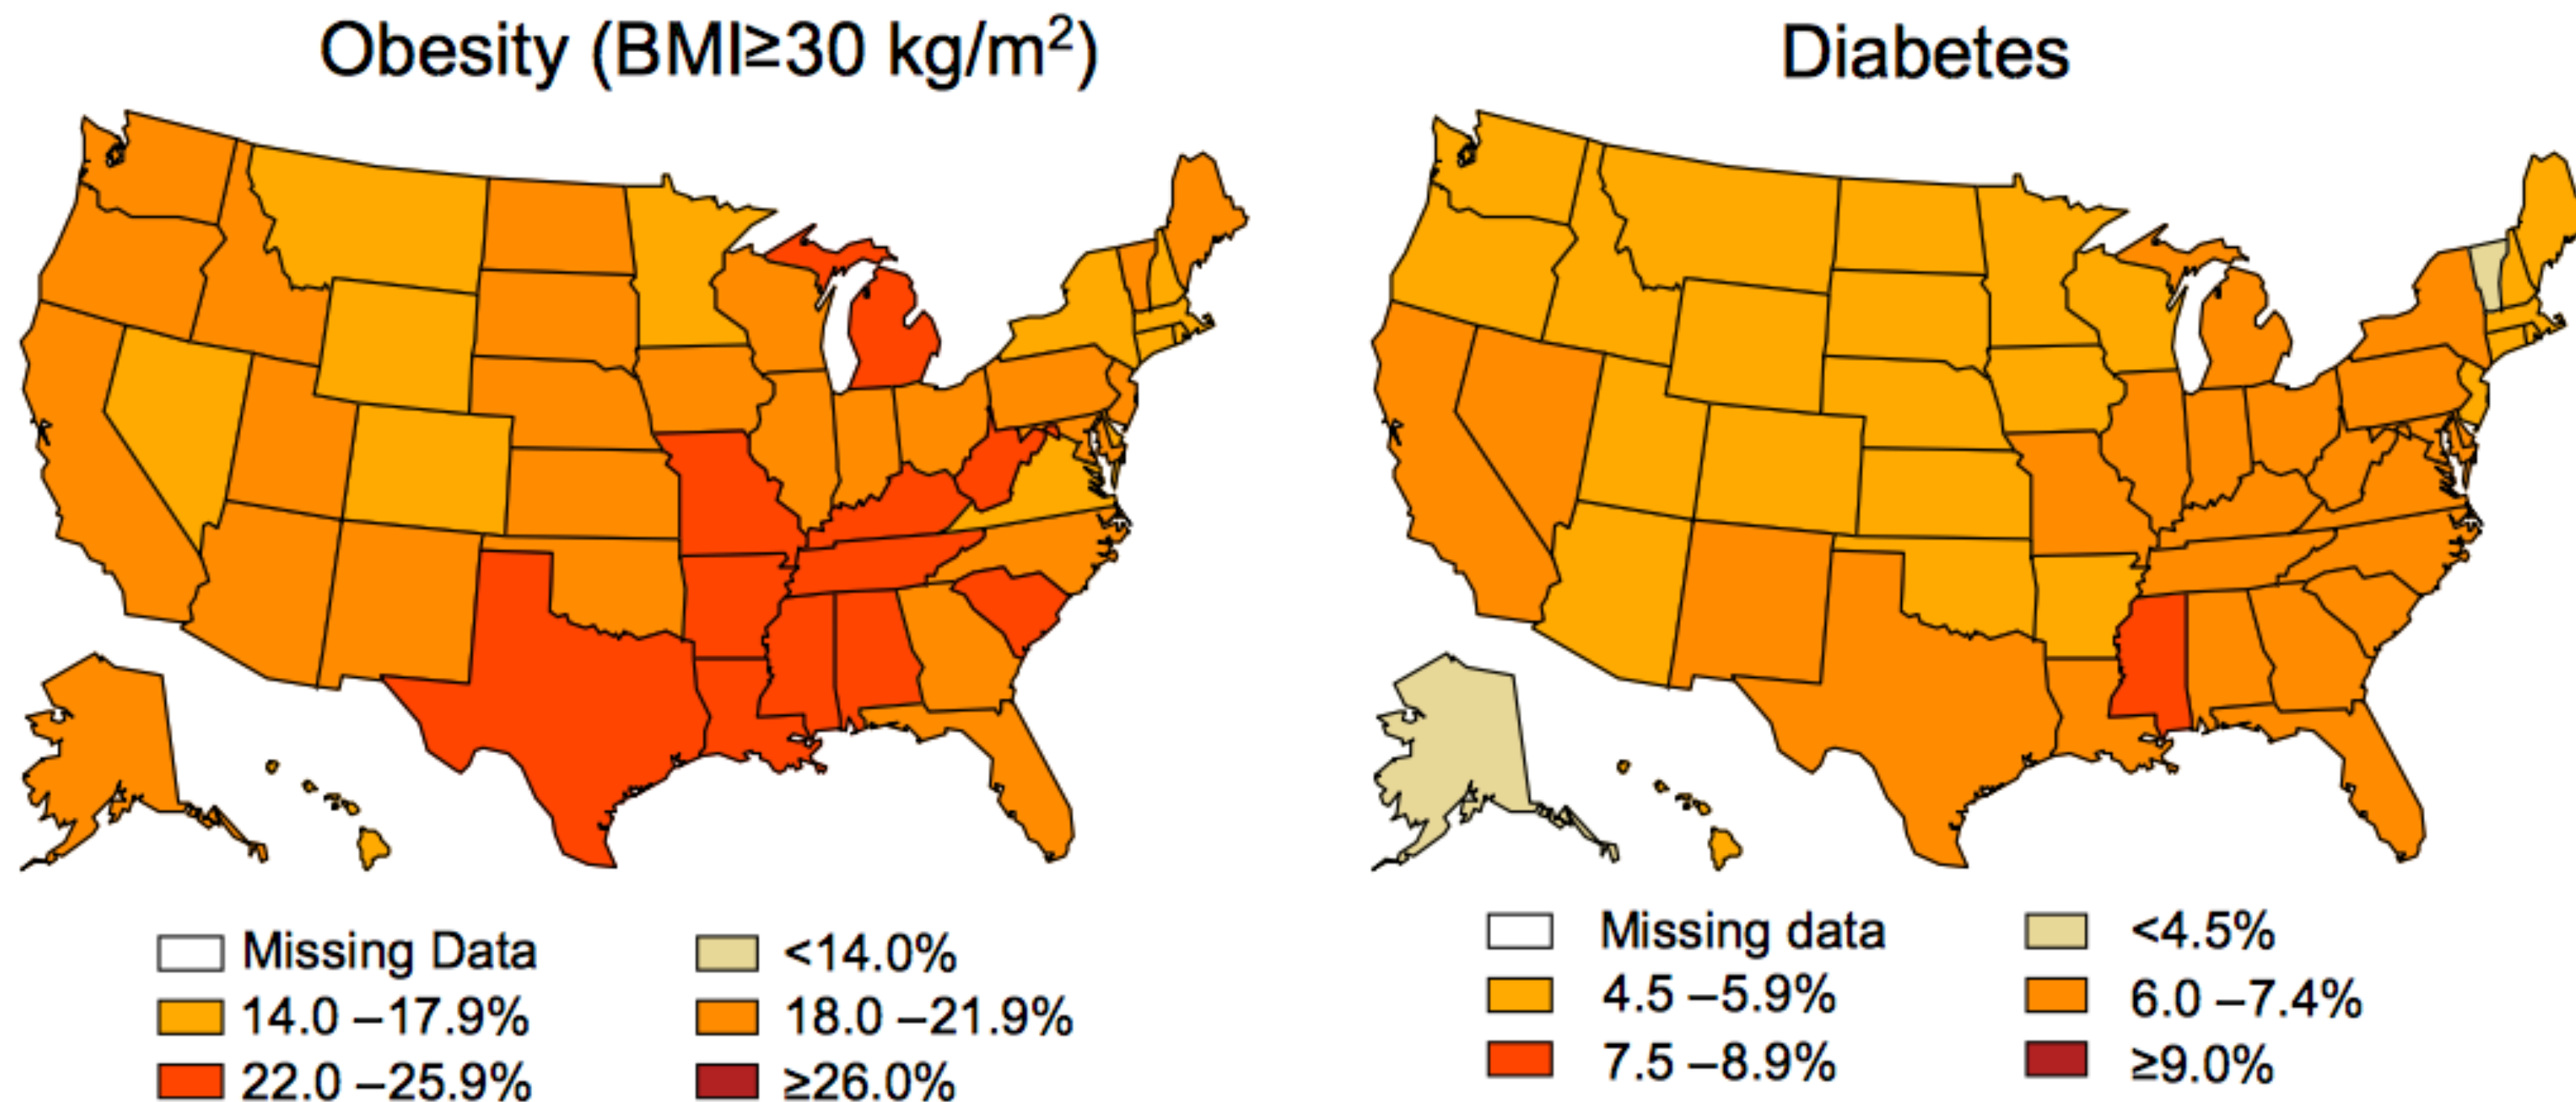 Obesity (BMI≥30 kg/m²)
Diabetes
Missing Data
<14.0%
14.0 –17.9%
18.0 –21.9%
22.0 –25.9%
≥26.0%
Missing data
<4.5%
4.5 –5.9%
6.0 –7.4%
7.5 –8.9%
≥9.0%